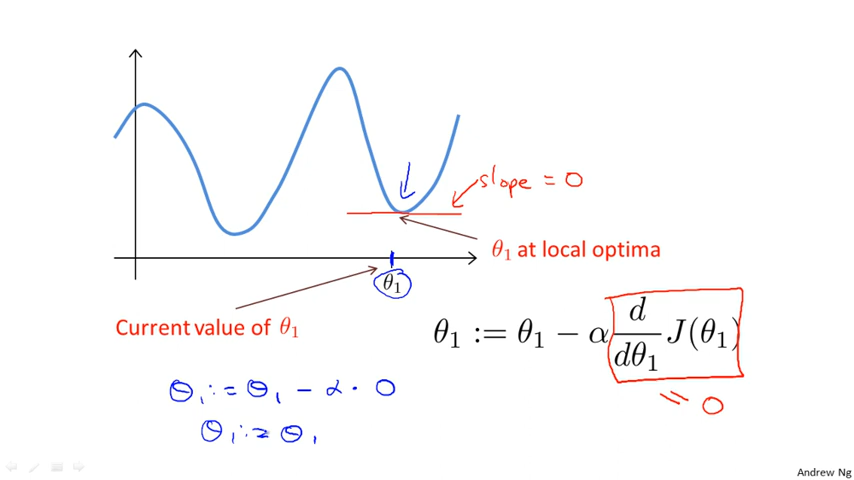 slope = 0
θ₁ at local optima
θ₁
Current value of θ₁
θ₁ := θ₁ − α d/dθ₁ J(θ₁)
= 0
θ₁ := θ₁ − α · 0
θ₁ := θ₁
Andrew Ng